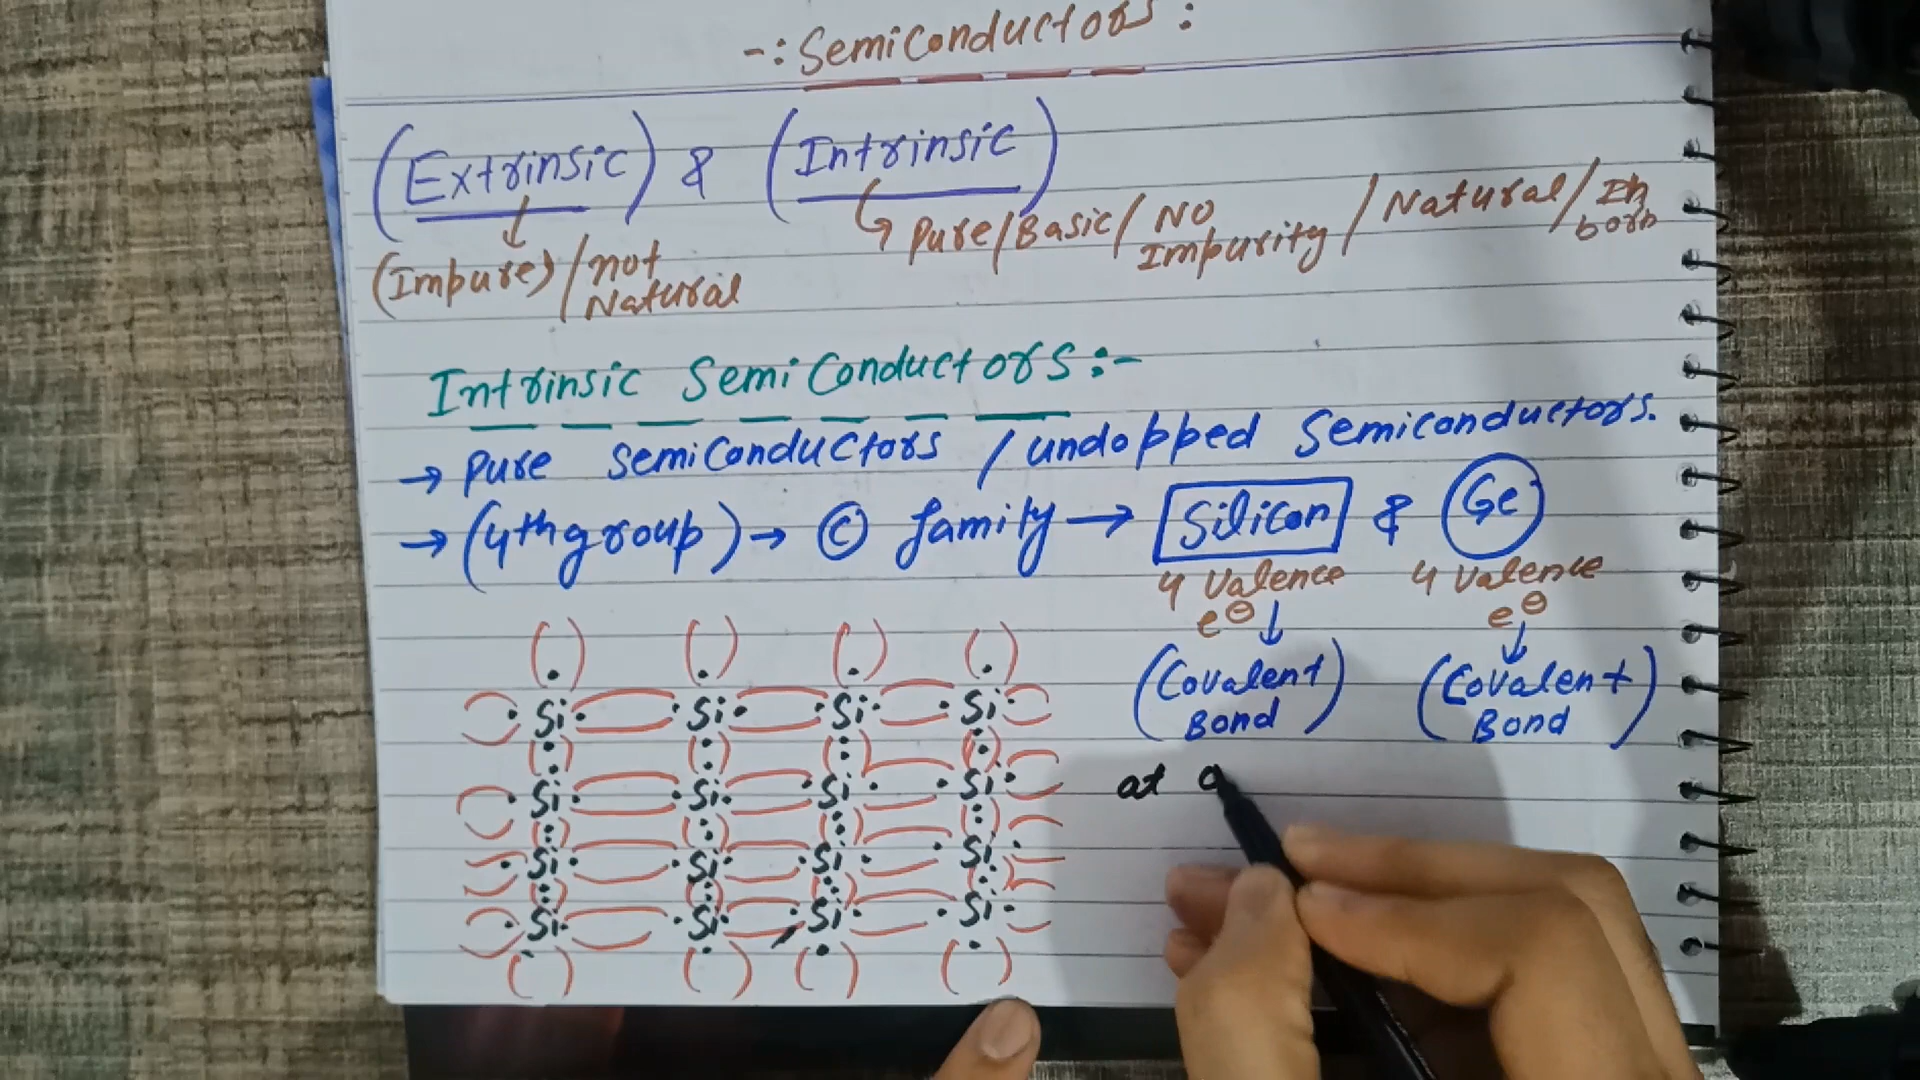 -: Semiconductors :
(Extrinsic) & (Intrinsic)
(Impure) / not Natural
Pure/Basic/ NO Impurity / Natural / In born
Intrinsic Semiconductors :-
→ Pure semiconductors / undopped Semiconductors.
→ (4th group) → © family → Silicon & Ge
4 Valence e⊖ ↓ 4 valence e⊖ ↓
(Covalent Bond) (Covalent Bond)
Si Si Si Si
at
Si Si Si Si
Si Si Si Si
Si Si Si Si